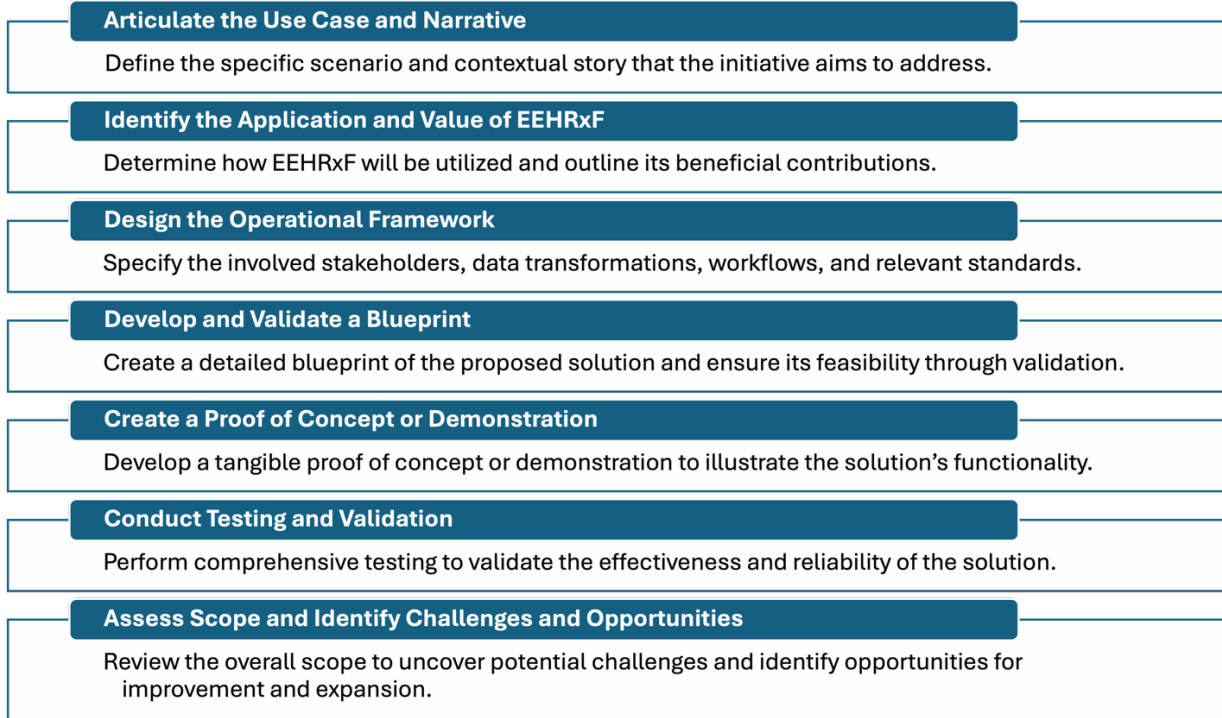 Articulate the Use Case and Narrative
Define the specific scenario and contextual story that the initiative aims to address.
Identify the Application and Value of EEHRxF
Determine how EEHRxF will be utilized and outline its beneficial contributions.
Design the Operational Framework
Specify the involved stakeholders, data transformations, workflows, and relevant standards.
Develop and Validate a Blueprint
Create a detailed blueprint of the proposed solution and ensure its feasibility through validation.
Create a Proof of Concept or Demonstration
Develop a tangible proof of concept or demonstration to illustrate the solution’s functionality.
Conduct Testing and Validation
Perform comprehensive testing to validate the effectiveness and reliability of the solution.
Assess Scope and Identify Challenges and Opportunities
Review the overall scope to uncover potential challenges and identify opportunities for
improvement and expansion.